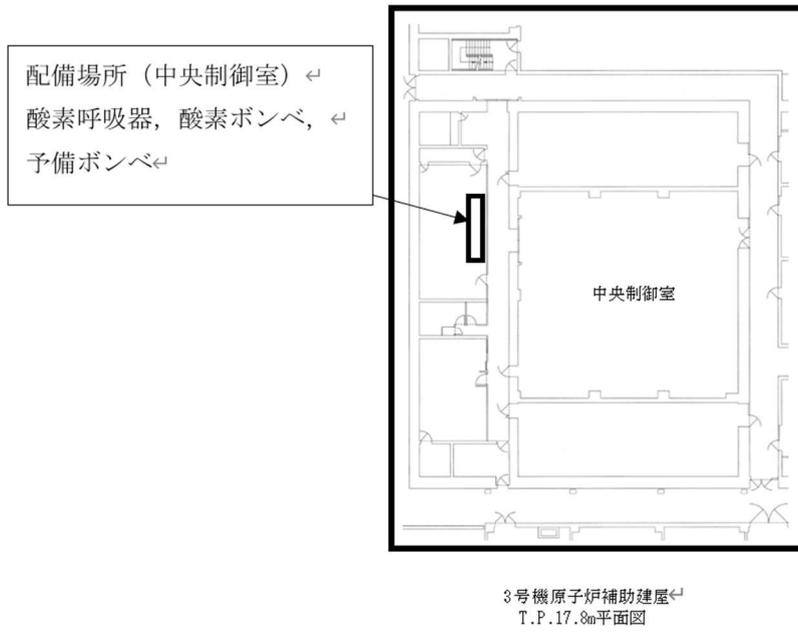 配備場所（中央制御室）↵
酸素呼吸器，酸素ボンベ，↵
予備ボンベ↵
中央制御室
3号機原子炉補助建屋↵
T.P.17.8m平面図